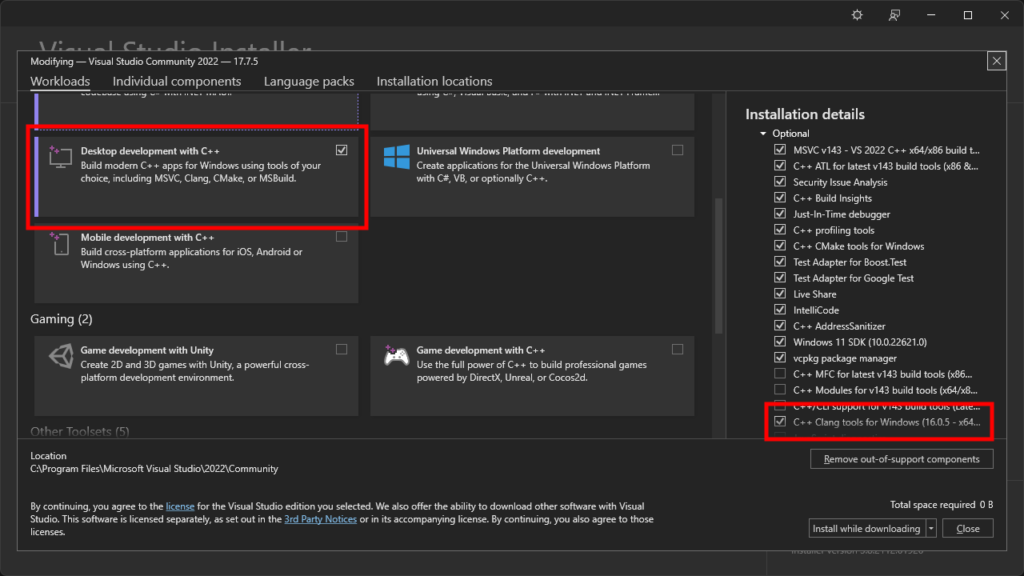 Visual Studio Installer
Modifying — Visual Studio Community 2022 — 17.7.5
Workloads
Individual components
Language packs
Installation locations
Desktop development with C++
Build modern C++ apps for Windows using tools of your
choice, including MSVC, Clang, CMake, or MSBuild.
Universal Windows Platform development
Create applications for the Universal Windows Platform
with C#, VB, or optionally C++.
Mobile development with C++
Build cross-platform applications for iOS, Android or
Windows using C++.
Gaming (2)
Game development with Unity
Create 2D and 3D games with Unity, a powerful cross-
platform development environment.
Game development with C++
Use the full power of C++ to build professional games
powered by DirectX, Unreal, or Cocos2d.
Other Toolsets (5)
Installation details
Optional
MSVC v143 - VS 2022 C++ x64/x86 build t...
C++ ATL for latest v143 build tools (x86 &...
Security Issue Analysis
C++ Build Insights
Just-In-Time debugger
C++ profiling tools
C++ CMake tools for Windows
Test Adapter for Boost.Test
Test Adapter for Google Test
Live Share
IntelliCode
C++ AddressSanitizer
Windows 11 SDK (10.0.22621.0)
vcpkg package manager
C++ MFC for latest v143 build tools (x86...
C++ Modules for v143 build tools (x64/x8...
C++/CLI support for v143 build tools (Late...
C++ Clang tools for Windows (16.0.5 - x64...
Location
C:\Program Files\Microsoft Visual Studio\2022\Community
Remove out-of-support components
By continuing, you agree to the license for the Visual Studio edition you selected. We also offer the ability to download other software with Visual
Studio. This software is licensed separately, as set out in the 3rd Party Notices or in its accompanying license. By continuing, you also agree to those
licenses.
Total space required 0 B
Install while downloading
Close